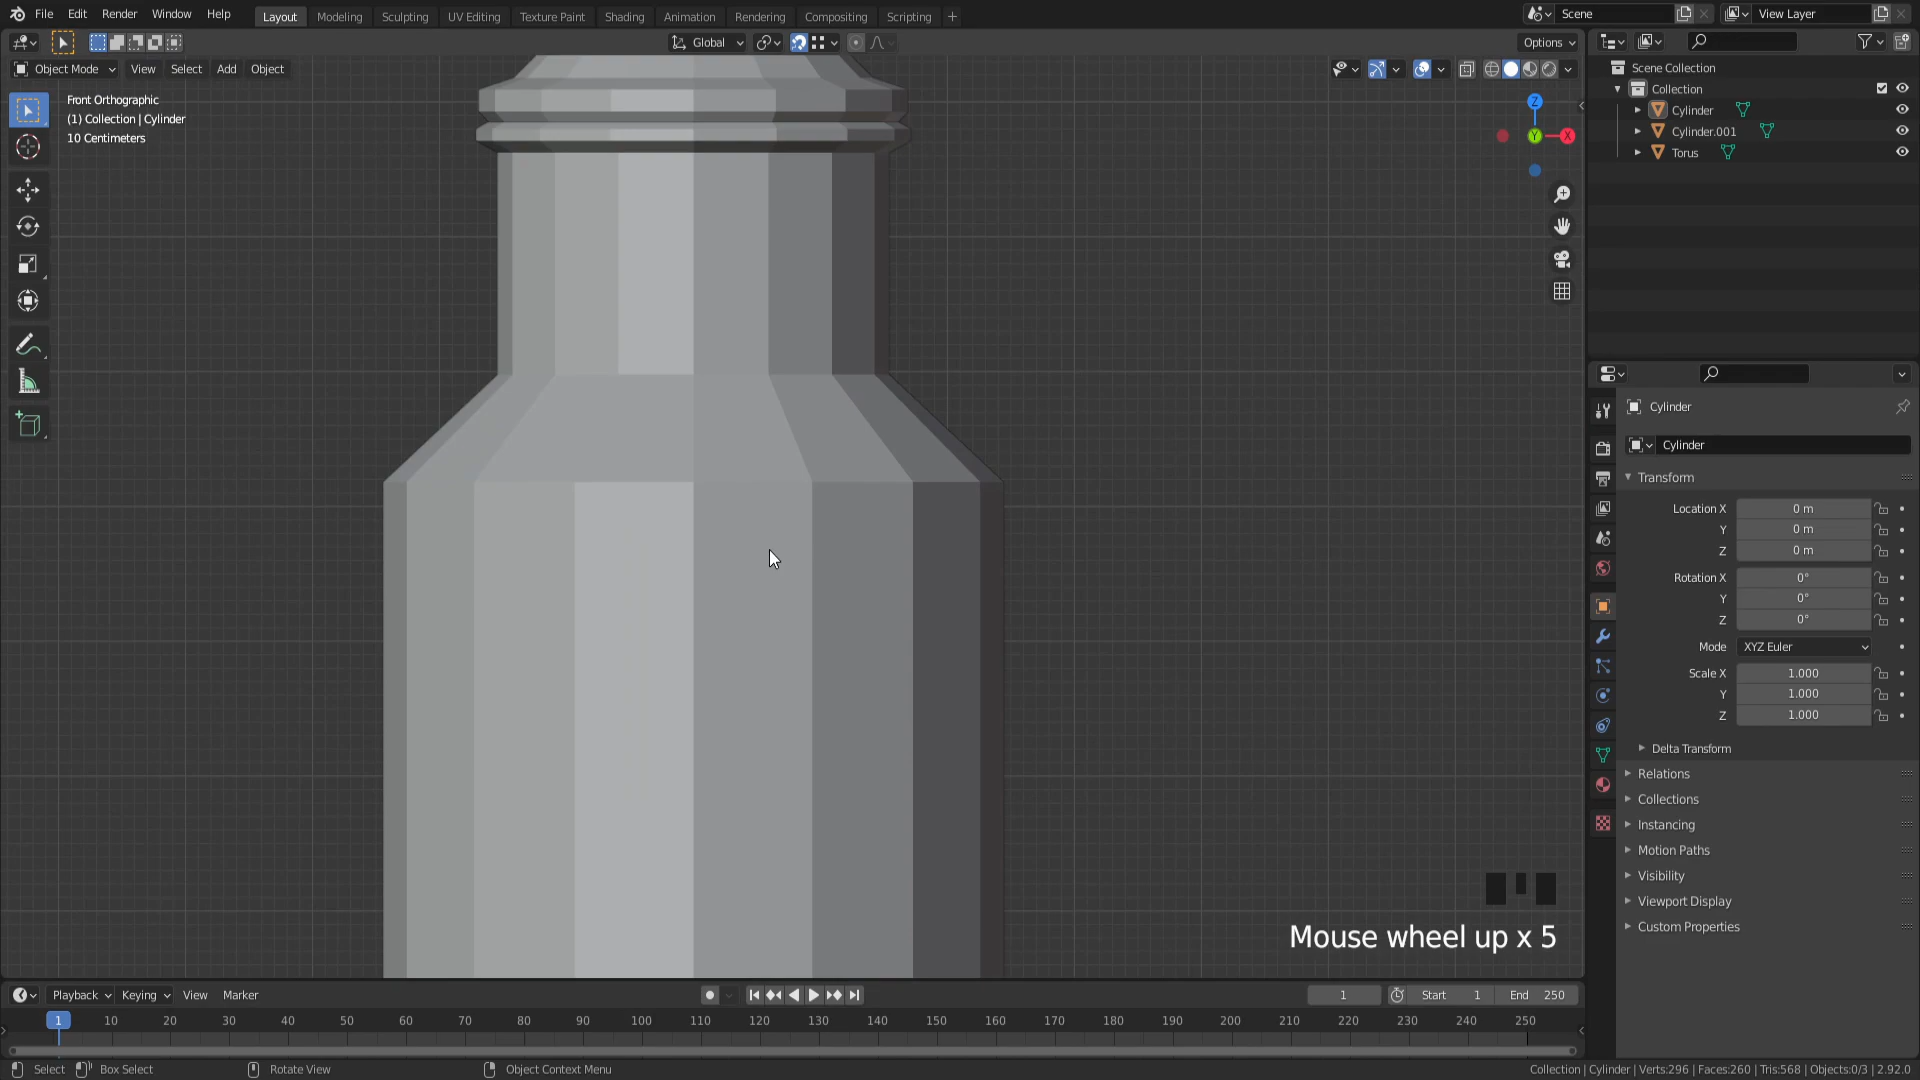 File Edit Render Window Help Layout Modeling Sculpting UV Editing Texture Paint Shading Animation Rendering Compositing Scripting + Scene View Layer
Global Options
Object Mode View Select Add Object
Front Orthographic
(1) Collection | Cylinder
10 Centimeters
Z
Y
X
Scene Collection
Collection
Cylinder
Cylinder.001
Torus
Cylinder
Cylinder
Transform
Location X 0 m
Y 0 m
Z 0 m
Rotation X 0°
Y 0°
Z 0°
Mode XYZ Euler
Scale X 1.000
Y 1.000
Z 1.000
Delta Transform
Relations
Collections
Instancing
Motion Paths
Visibility
Viewport Display
Custom Properties
Mouse wheel up x 5
Playback Keying View Marker 1 Start 1 End 250
1 10 20 30 40 50 60 70 80 90 100 110 120 130 140 150 160 170 180 190 200 210 220 230 240 250
Select Box Select Rotate View Object Context Menu Collection | Cylinder | Verts:296 | Faces:260 | Tris:568 | Objects:0/3 | 2.92.0